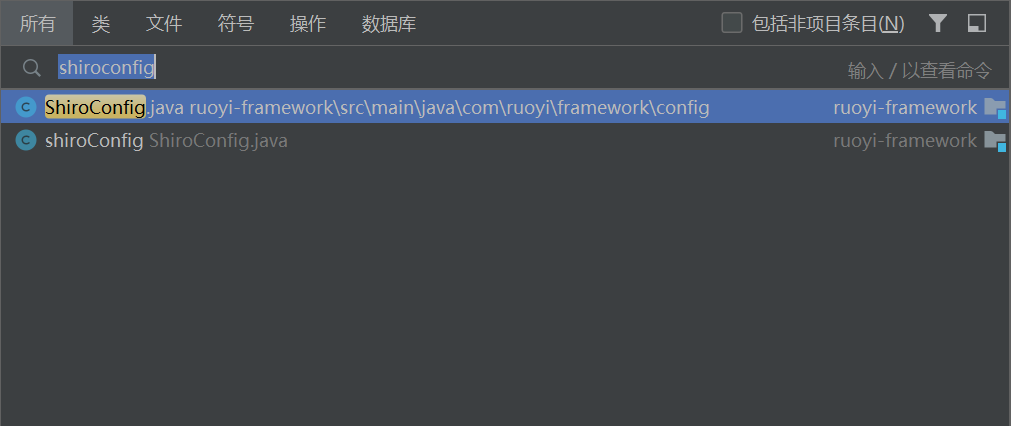 所有 类 文件 符号 操作 数据库 包括非项目条目(N)
shiroconfig 输入 / 以查看命令
ShiroConfig.java ruoyi-framework\src\main\java\com\ruoyi\framework\config ruoyi-framework
shiroConfig ShiroConfig.java ruoyi-framework